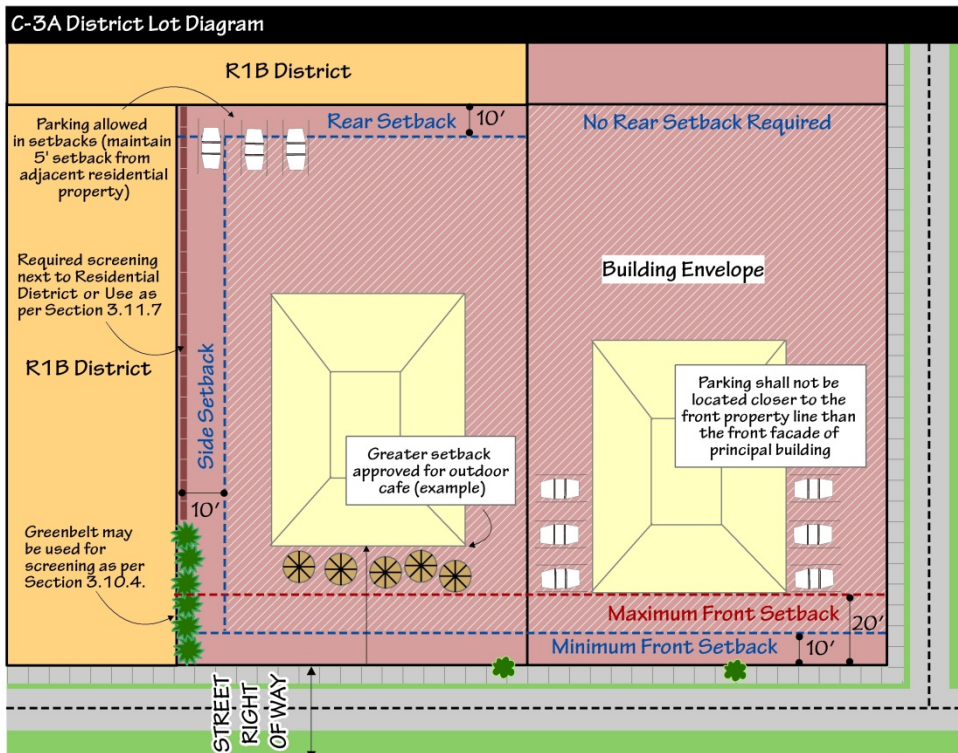 C-3A District Lot Diagram
R1B District
Parking allowed
in setbacks (maintain
5' setback from
adjacent residential
property)
Rear Setback
10'
No Rear Setback Required
Required screening
next to Residential
District or Use as
per Section 3.11.7
R1B District
Side Setback
10'
Building Envelope
Greater setback
approved for outdoor
cafe (example)
Parking shall not be
located closer to the
front property line than
the front facade of
principal building
Greenbelt may
be used for
screening as per
Section 3.10.4.
Maximum Front Setback
20'
Minimum Front Setback
10'
STREET
RIGHT
OF WAY